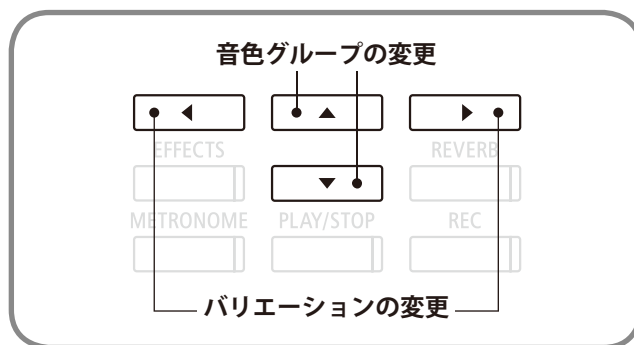 音色グループの変更
EFFECTS
REVERB
METRONOME
PLAY/STOP
REC
バリエーションの変更